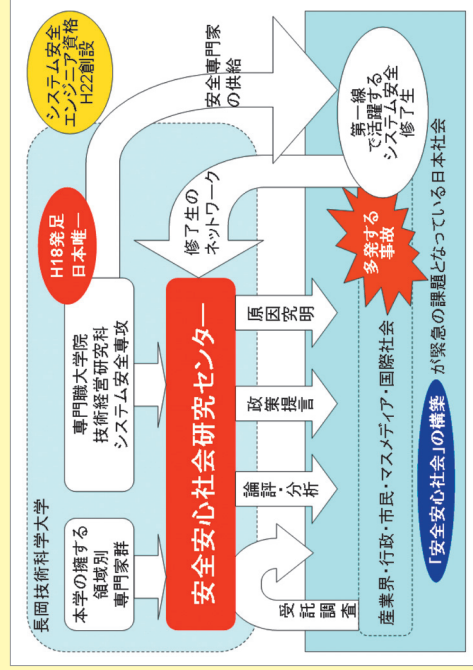 長岡技術科学大学
本学の擁する
領域別
専門家群
専門職大学院
技術経営研究科
システム安全専攻
H18発足
日本唯一
システム安全
エンジニア資格
H22創設
安全専門家
の供給
安全安心社会研究センター
修了生の
ネットワーク
受託
調査
論評・分析
政策
提言
原因究明
第一線
で活躍する
システム安全
修了生
多発する
事故
産業界・行政・市民・マスメディア・国際社会
「安全安心社会」の構築が緊急の課題となっている日本社会